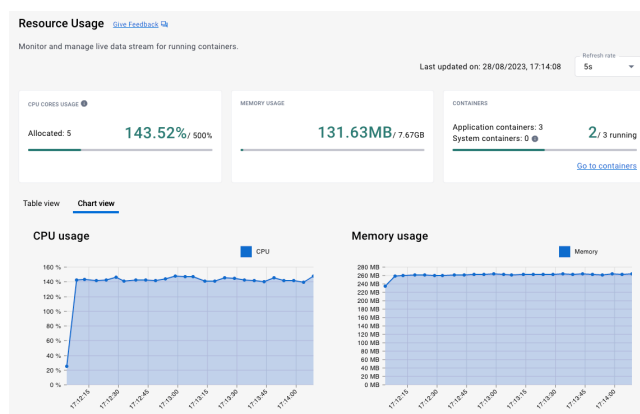 Resource Usage Give Feedback
Monitor and manage live data stream for running containers.
Last updated on: 28/08/2023, 17:14:08
Refresh rate
5s
CPU CORES USAGE
Allocated: 5
143.52% / 500%
MEMORY USAGE
131.63MB / 7.67GB
CONTAINERS
Application containers: 3
System containers: 0
2 / 3 running
Go to containers
Table view Chart view
CPU usage
CPU
160 %
140 %
120 %
100 %
80 %
60 %
40 %
20 %
0 %
17:12:15 17:12:30 17:12:45 17:13:00 17:13:15 17:13:30 17:13:45 17:14:00
Memory usage
Memory
280 MB
260 MB
240 MB
220 MB
200 MB
180 MB
160 MB
140 MB
120 MB
100 MB
80 MB
60 MB
40 MB
20 MB
0 MB
17:12:15 17:12:30 17:12:45 17:13:00 17:13:15 17:13:30 17:13:45 17:14:00